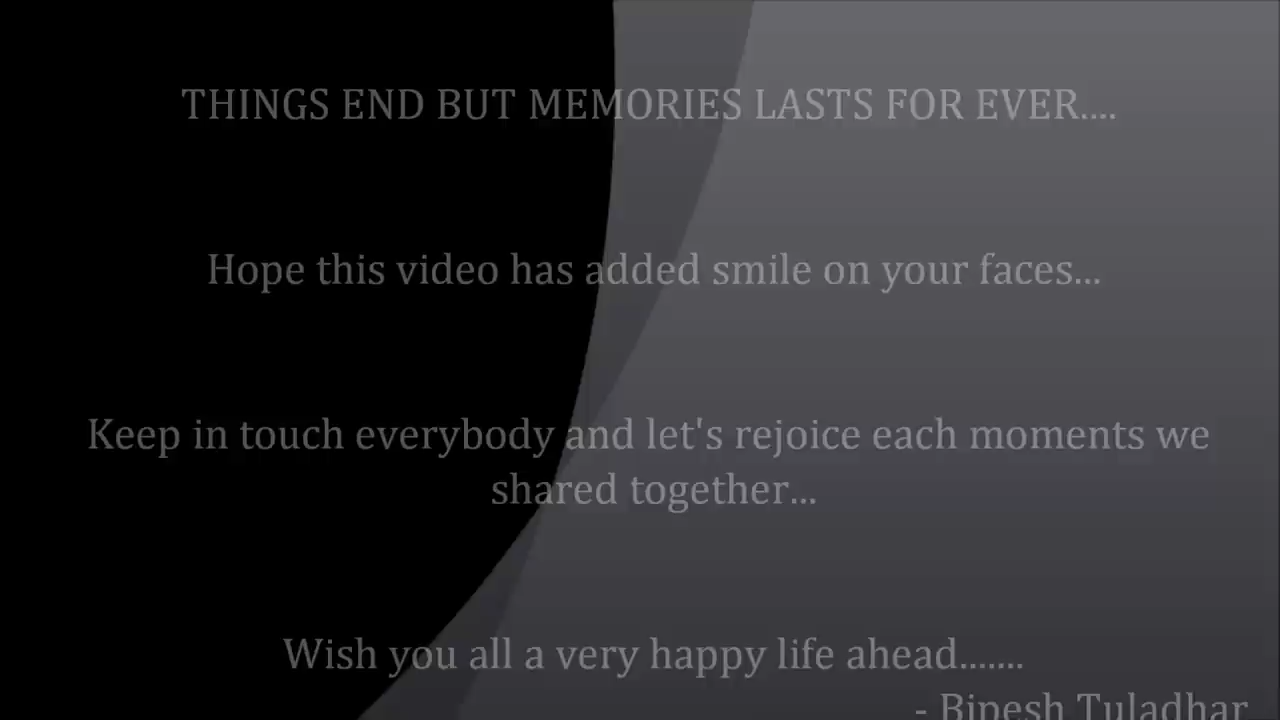 THINGS END BUT MEMORIES LASTS FOR EVER....
Hope this video has added smile on your faces...
Keep in touch everybody and let's rejoice each moments we
shared together...
Wish you all a very happy life ahead.......
- Bipesh Tuladhar